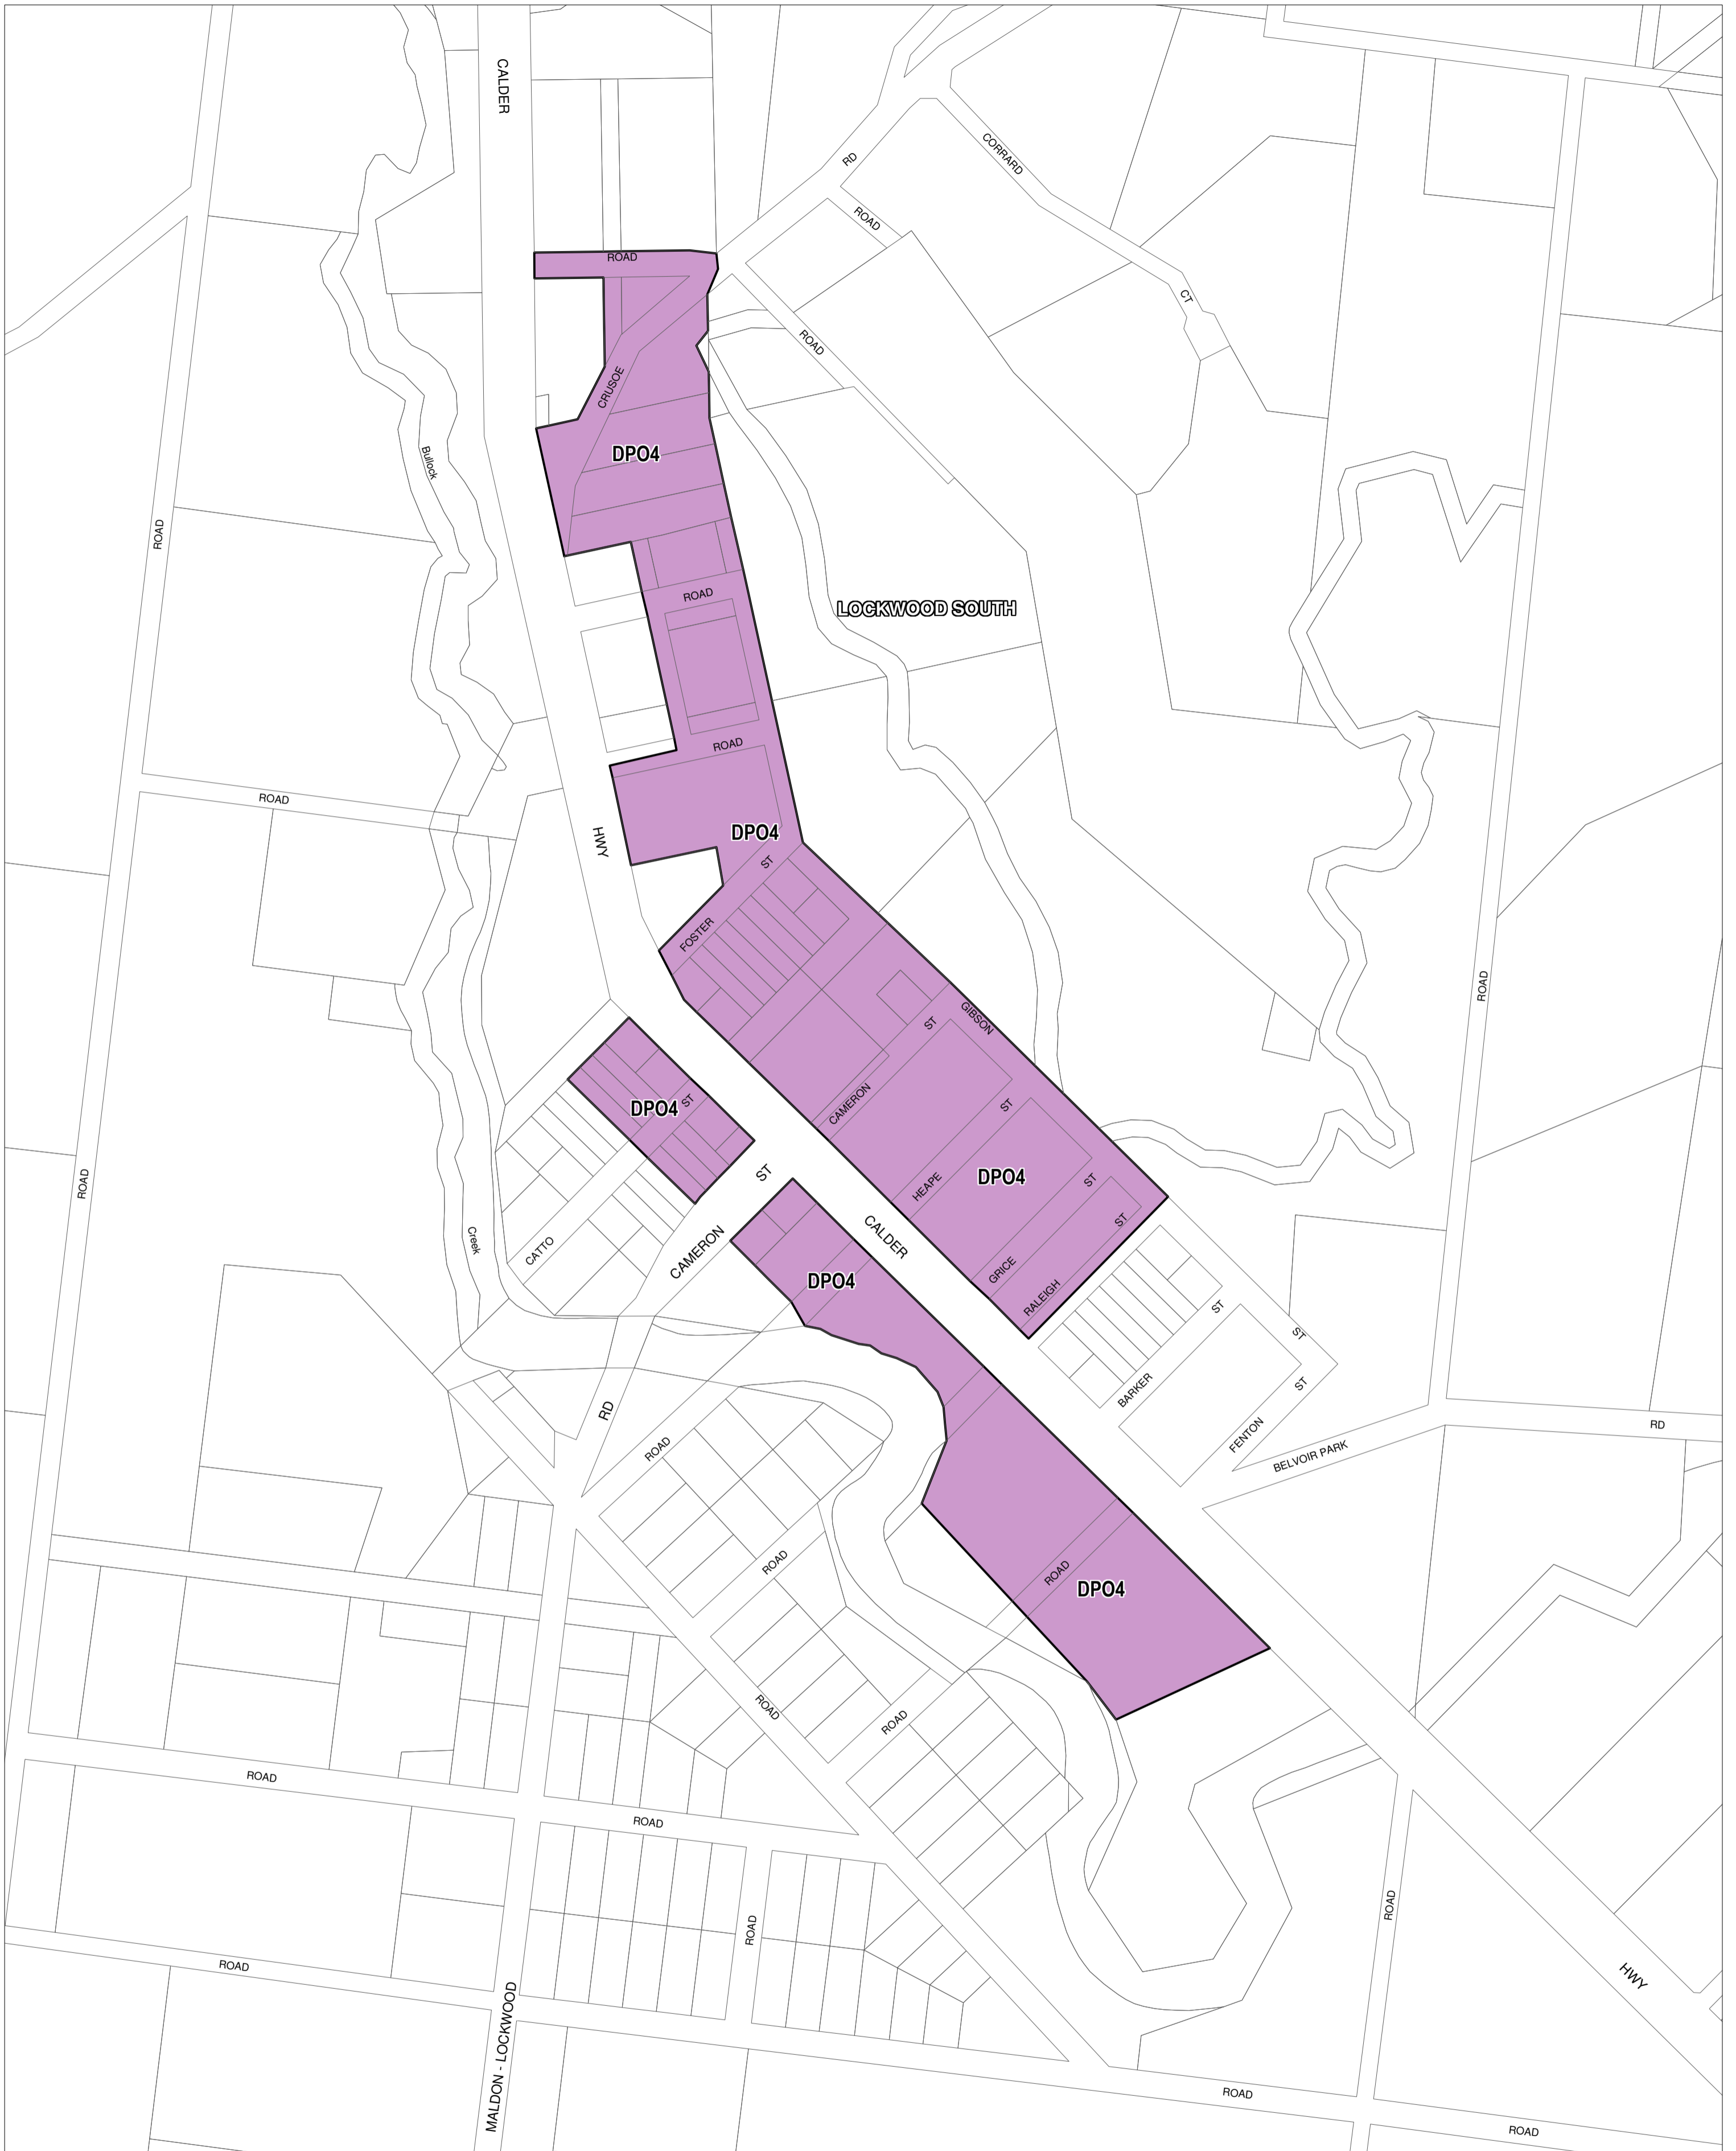 CALDER
RD
CORRARD
ROAD
ROAD
CT
ROAD
CRUSOE
DPO4
Bullock
ROAD
ROAD
LOCKWOOD SOUTH
ROAD
ROAD
HWY
DPO4
ST
FOSTER
ROAD
GIBSON
ST
CAMERON
ST
DPO4
ST
ST
HEAPE
DPO4
ST
ROAD
ST
CAMERON
CALDER
ST
Creek
CATTO
GRICE
DPO4
RALEIGH
ST
ST
BARKER
ST
RD
FENTON
RD
ROAD
BELVOIR PARK
ROAD
ROAD
DPO4
ROAD
ROAD
ROAD
ROAD
ROAD
ROAD
ROAD
HWY
MALDON - LOCKWOOD
ROAD
ROAD